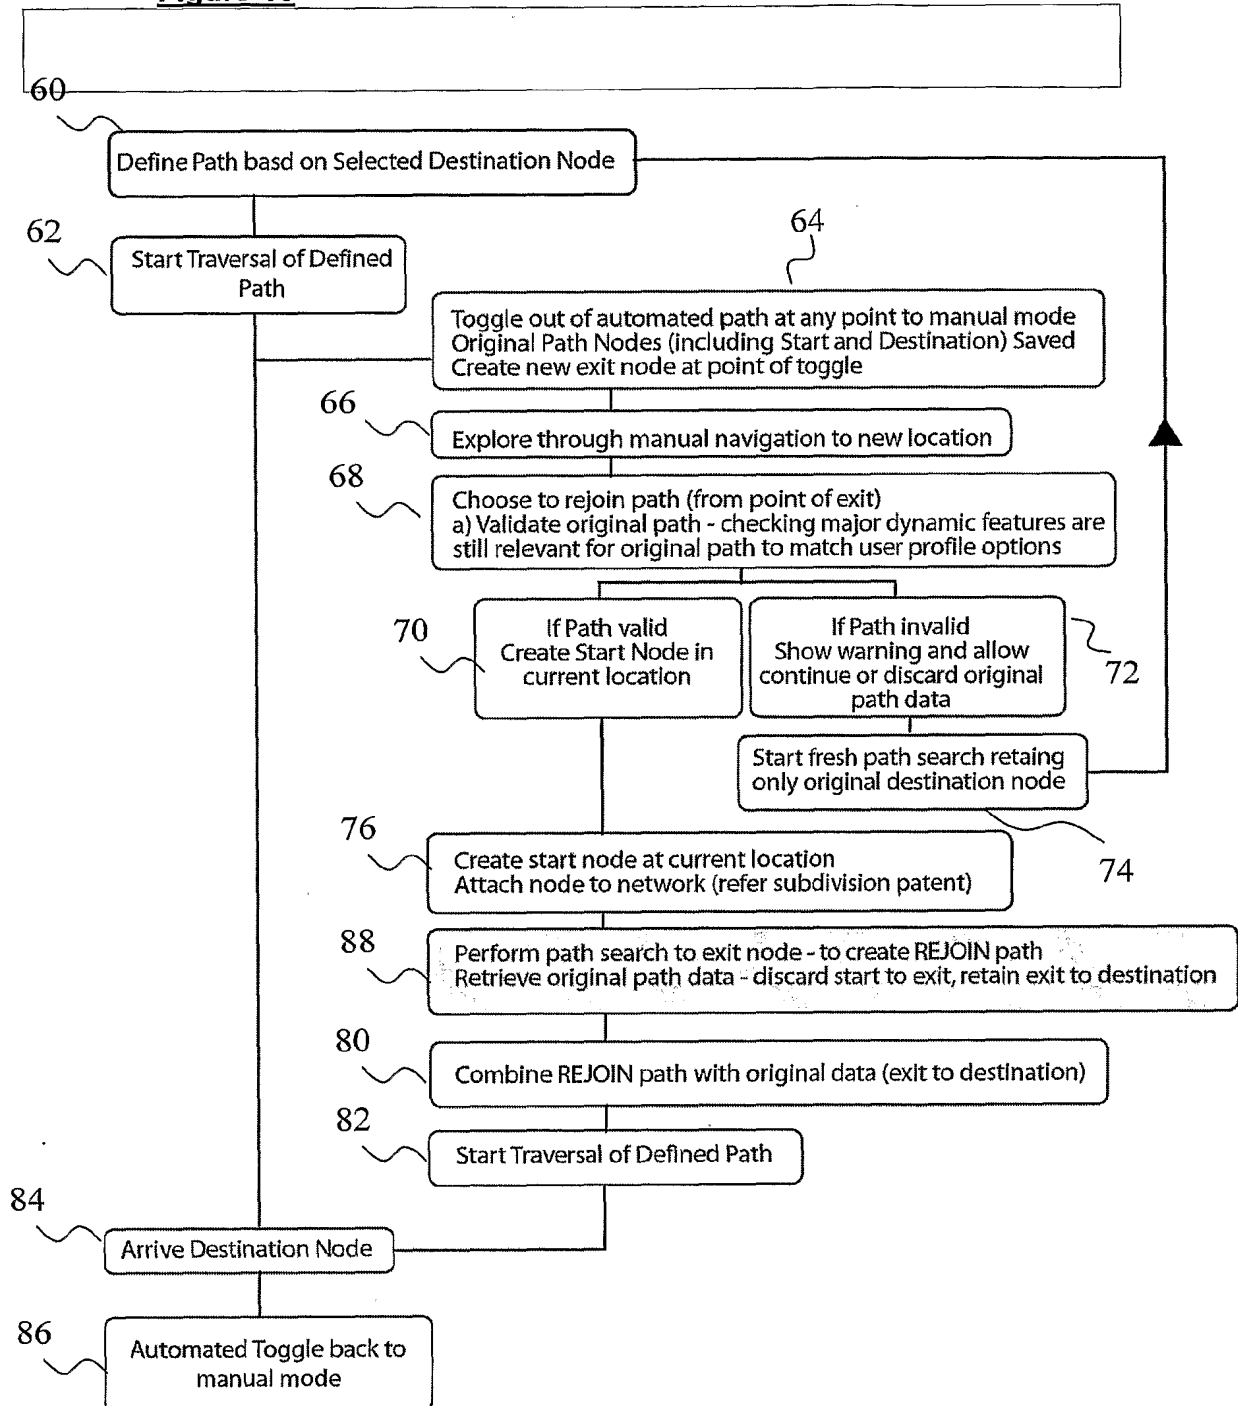 60
Define Path basd on Selected Destination Node
62
Start Traversal of Defined
Path
64
Toggle out of automated path at any point to manual mode
Original Path Nodes (including Start and Destination) Saved
Create new exit node at point of toggle
66
Explore through manual navigation to new location
68
Choose to rejoin path (from point of exit)
a) Validate original path - checking major dynamic features are
still relevant for original path to match user profile options
70
If Path valid
Create Start Node in
current location
If Path invalid
Show warning and allow
continue or discard original
path data
72
Start fresh path search retaing
only original destination node
74
76
Create start node at current location
Attach node to network (refer subdivision patent)
88
Perform path search to exit node - to create REJOIN path
Retrieve original path data - discard start to exit, retain exit to destination
80
Combine REJOIN path with original data (exit to destination)
82
Start Traversal of Defined Path
84
Arrive Destination Node
86
Automated Toggle back to
manual mode